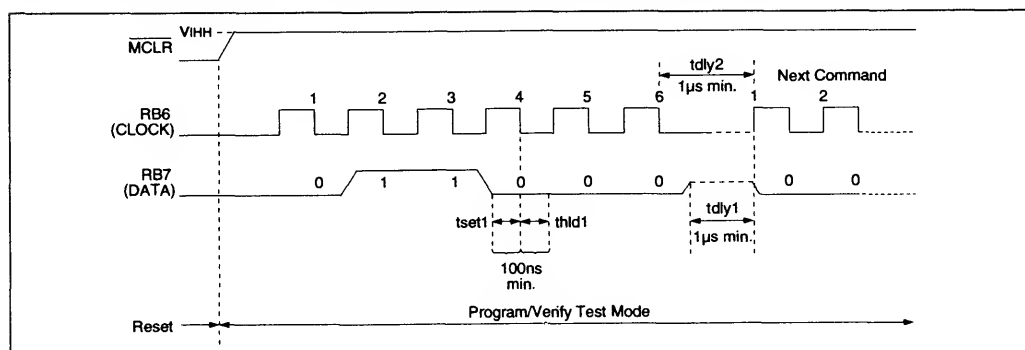 VIHH
MCLR
tdly2
1µs min.
Next Command
1 2 3 4 5 6 1 2
RB6
(CLOCK)
RB7
(DATA)
0 1 1 0 0 0 0 0
tset1 thld1
tdly1
1µs min.
100ns
min.
Reset
Program/Verify Test Mode